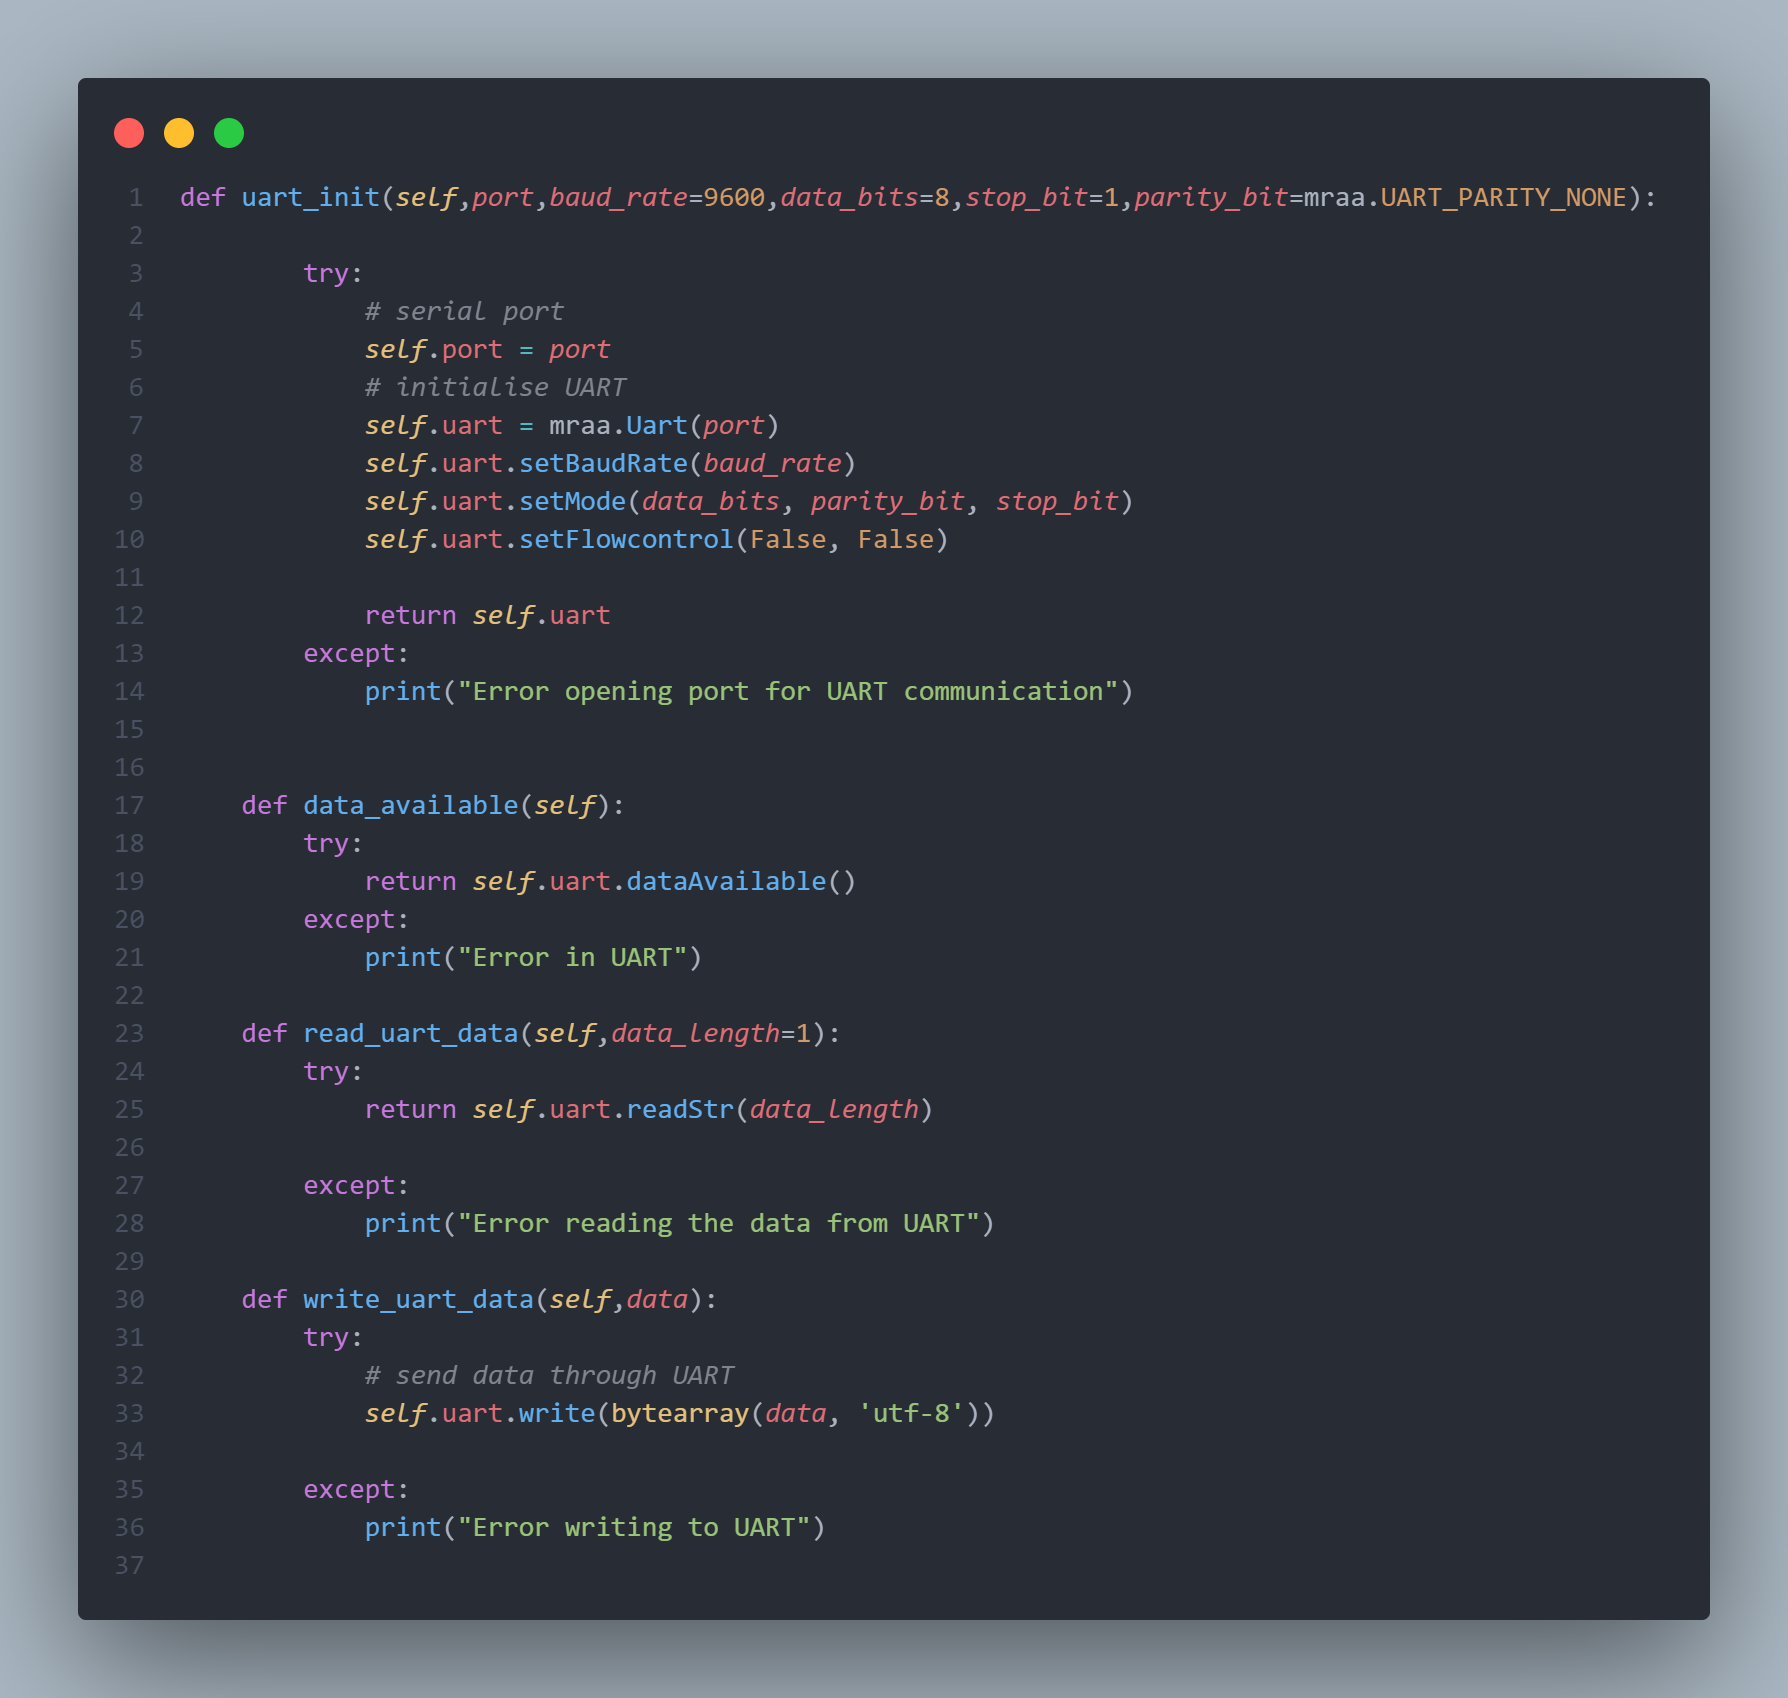 1 def uart_init(self,port,baud_rate=9600,data_bits=8,stop_bit=1,parity_bit=mraa.UART_PARITY_NONE):
2
3         try:
4             # serial port
5             self.port = port
6             # initialise UART
7             self.uart = mraa.Uart(port)
8             self.uart.setBaudRate(baud_rate)
9             self.uart.setMode(data_bits, parity_bit, stop_bit)
10             self.uart.setFlowcontrol(False, False)
11
12             return self.uart
13         except:
14             print("Error opening port for UART communication")
15
16
17     def data_available(self):
18         try:
19             return self.uart.dataAvailable()
20         except:
21             print("Error in UART")
22
23     def read_uart_data(self,data_length=1):
24         try:
25             return self.uart.readStr(data_length)
26
27         except:
28             print("Error reading the data from UART")
29
30     def write_uart_data(self,data):
31         try:
32             # send data through UART
33             self.uart.write(bytearray(data, 'utf-8'))
34
35         except:
36             print("Error writing to UART")
37